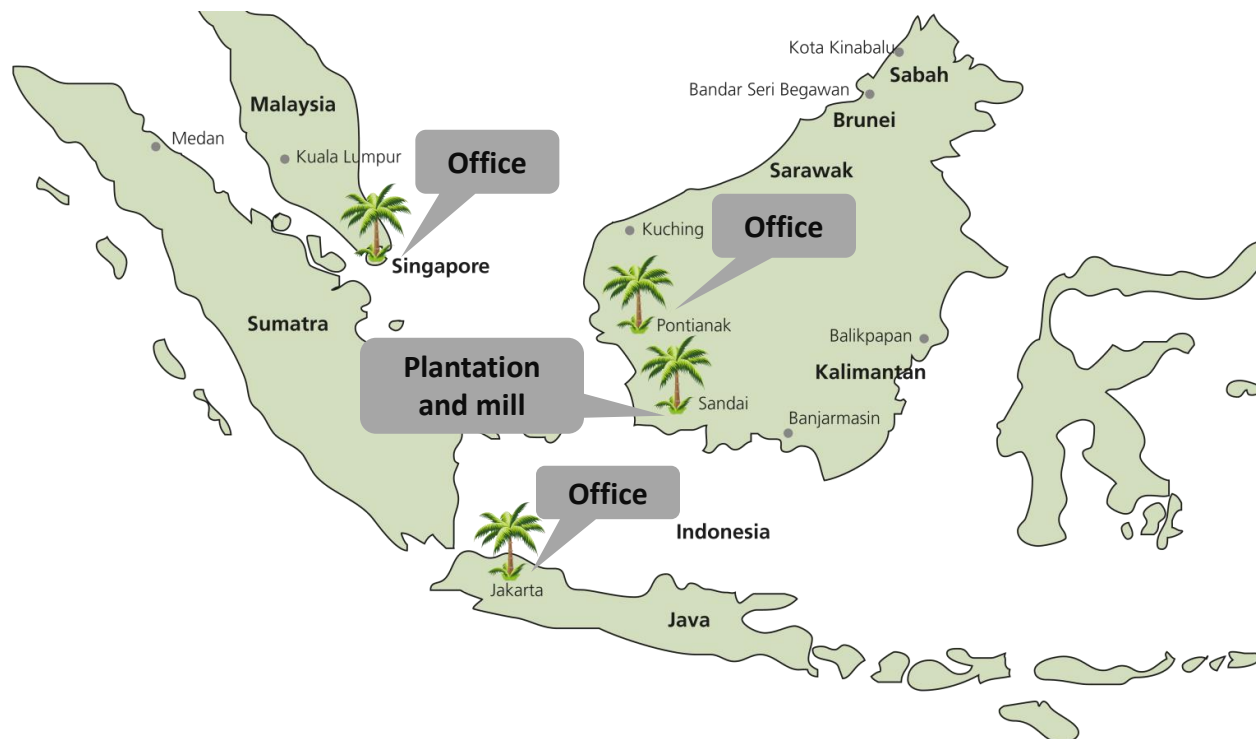 Kota Kinabalu
Sabah
Bandar Seri Begawan
Brunei
Malaysia
Medan
Kuala Lumpur
Office
Sarawak
Kuching
Office
Singapore
Sumatra
Pontianak
Balikpapan
Plantation
and mill
Kalimantan
Sandai
Banjarmasin
Office
Indonesia
Jakarta
Java